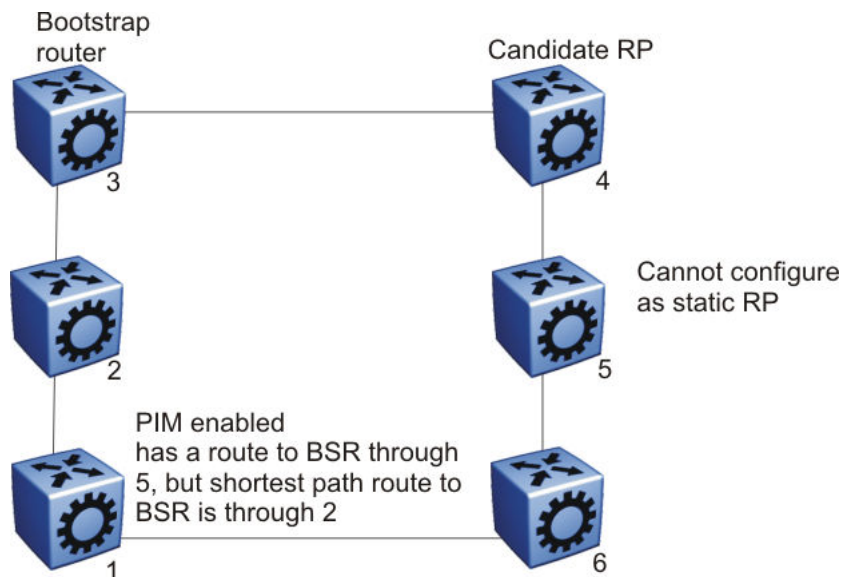 Bootstrap
router
3
Candidate RP
4
2
Cannot configure
as static RP
5
PIM enabled
has a route to BSR through
5, but shortest path route to
BSR is through 2
1
6